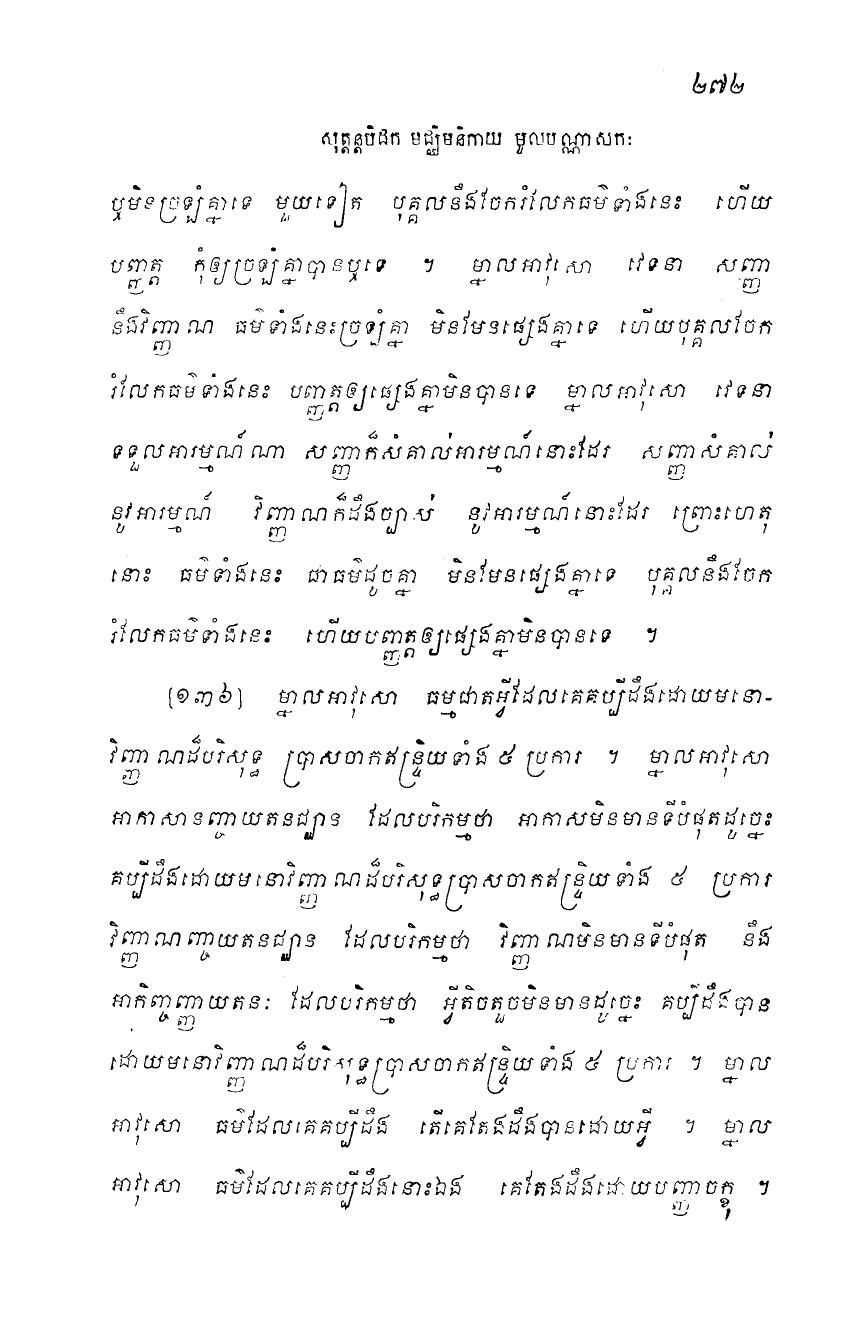 ២៧២
សុត្តន្តបិដក មជ្ឈិមនិកាយ មូលបណ្ណាសកៈ
ឬមិនច្រឡំគ្នាទេ មួយទៀត បុគ្គលនឹងចែករំលែកធម៌ទាំងនេះ ហើយ
បញ្ញត្ត កុំឲ្យច្រឡំគ្នាបានឬទេ ។ ម្នាលអាវុសោ វេទនា សញ្ញា
នឹងវិញ្ញាណ ធម៌ទាំងនេះច្រឡំគ្នា មិនមែនផ្សេងគ្នាទេ ហើយបុគ្គលចែក
រំលែកធម៌ទាំងនេះ បញ្ញត្តឲ្យផ្សេងគ្នាមិនបានទេ ម្នាលអាវុសោ វេទនា
ទទួលអារម្មណ៍ណា សញ្ញាក៏សំគាល់អារម្មណ៍នោះដែរ សញ្ញាសំគាល់
នូវអារម្មណ៍ វិញ្ញាណក៏ដឹងច្បាស់ នូវអារម្មណ៍នោះដែរ ព្រោះហេតុ
នោះ ធម៌ទាំងនេះ ជាធម៌ដូចគ្នា មិនមែនផ្សេងគ្នាទេ បុគ្គលនឹងចែក
រំលែកធម៌ទាំងនេះ ហើយបញ្ញត្តឲ្យផ្សេងគ្នាមិនបានទេ ។
[១៣៦] ម្នាលអាវុសោ ធម្មជាតអ្វីដែលគេគប្បីដឹងដោយមនោ-
វិញ្ញាណដ៏បរិសុទ្ធ ប្រាសចាកឥន្ទ្រិយទាំង ៥ ប្រការ ។ ម្នាលអាវុសោ
អាកាសានញ្ចាយតនជ្ឈាន ដែលបរិកម្មថា អាកាសមិនមានទីបំផុតដូច្នេះ
គប្បីដឹងដោយមនោវិញ្ញាណដ៏បរិសុទ្ធប្រាសចាកឥន្ទ្រិយទាំង ៥ ប្រការ
វិញ្ញាណញ្ចាយតនជ្ឈាន ដែលបរិកម្មថា វិញ្ញាណមិនមានទីបំផុត នឹង
អាកិញ្ចញ្ញាយតនៈ ដែលបរិកម្មថា អ្វីតិចតួចមិនមានដូច្នេះ គប្បីដឹងបាន
ដោយមនោវិញ្ញាណដ៏បរិសុទ្ធប្រាសចាកឥន្ទ្រិយទាំង ៥ ប្រការ ។ ម្នាល
អាវុសោ ធម៌ដែលគេគប្បីដឹង តើគេតែងដឹងបានដោយអ្វី ។ ម្នាល
អាវុសោ ធម៌ដែលគេគប្បីដឹងនោះឯង គេតែងដឹងដោយបញ្ញាចក្ខុ ។